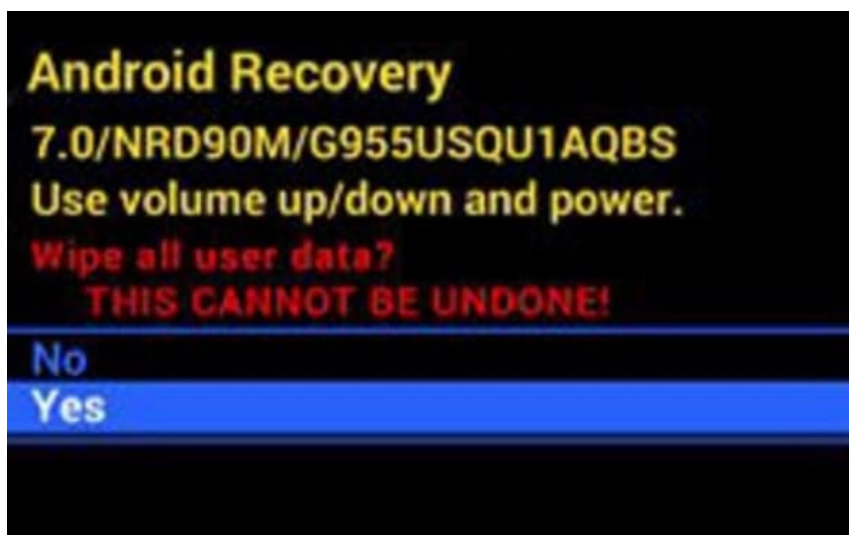 Android Recovery
7.0/NRD90M/G955USQU1AQBS
Use volume up/down and power.
Wipe all user data?
THIS CANNOT BE UNDONE!
No
Yes